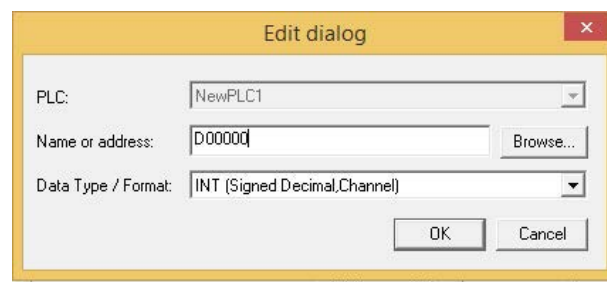 Edit dialog
PLC: NewPLC1
Name or address: D00000 Browse...
Data Type / Format: INT (Signed Decimal,Channel)
OK Cancel